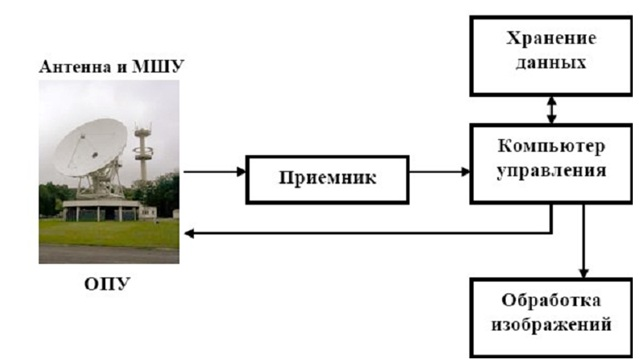 Антенна и МШУ
ОПУ
Приемник
Хранение
данных
Компьютер
управления
Обработка
изображений